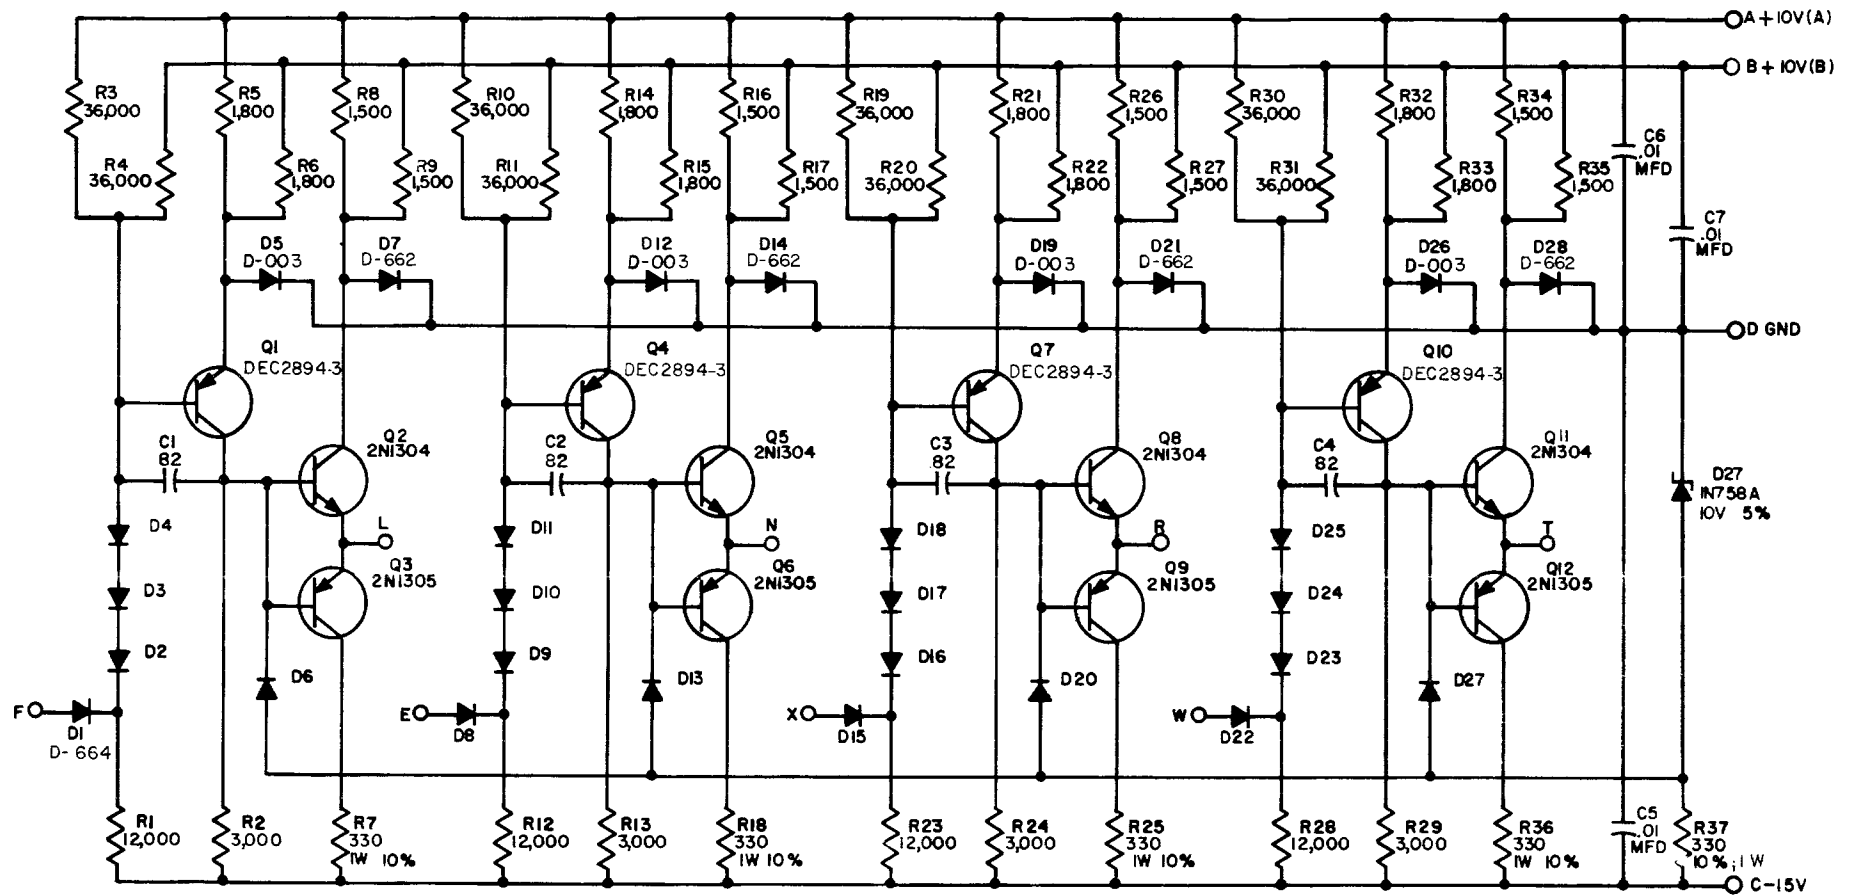 A+10V(A)
B+10V(B)
R3
36,000
R5
1,800
R8
1,500
R10
36,000
R14
1,800
R16
1,500
R19
36,000
R21
1,800
R26
1,500
R30
36,000
R32
1,800
R34
1,500
C6
.01
MFD
R4
36,000
R6
1,800
R9
1,500
R11
36,000
R15
1,800
R17
1,500
R20
36,000
R22
1,800
R27
1,500
R31
36,000
R33
1,800
R35
1,500
C7
.01
MFD
D5
D-003
D7
D-662
D12
D-003
D14
D-662
D19
D-003
D21
D-662
D26
D-003
D28
D-662
D GND
Q1
DEC2894-3
Q4
DEC2894-3
Q7
DEC2894-3
Q10
DEC2894-3
C1
82
Q2
2N1304
C2
82
Q5
2N1304
C3
82
Q8
2N1304
C4
82
Q11
2N1304
D27
1N758A
10V 5%
D4
L
D11
N
D18
R
D25
T
Q3
2N1305
Q6
2N1305
Q9
2N1305
Q12
2N1305
D3
D10
D17
D24
D2
D9
D16
D23
D6
D13
D20
D27
F
D1
D-664
E
D8
X
D15
W
D22
R1
12,000
R2
3,000
R7
330
1W 10%
R12
12,000
R13
3,000
R18
330
1W 10%
R23
12,000
R24
3,000
R25
330
1W 10%
R28
12,000
R29
3,000
R36
330
1W 10%
C5
.01
MFD
R37
330
10%;1W
C-15V